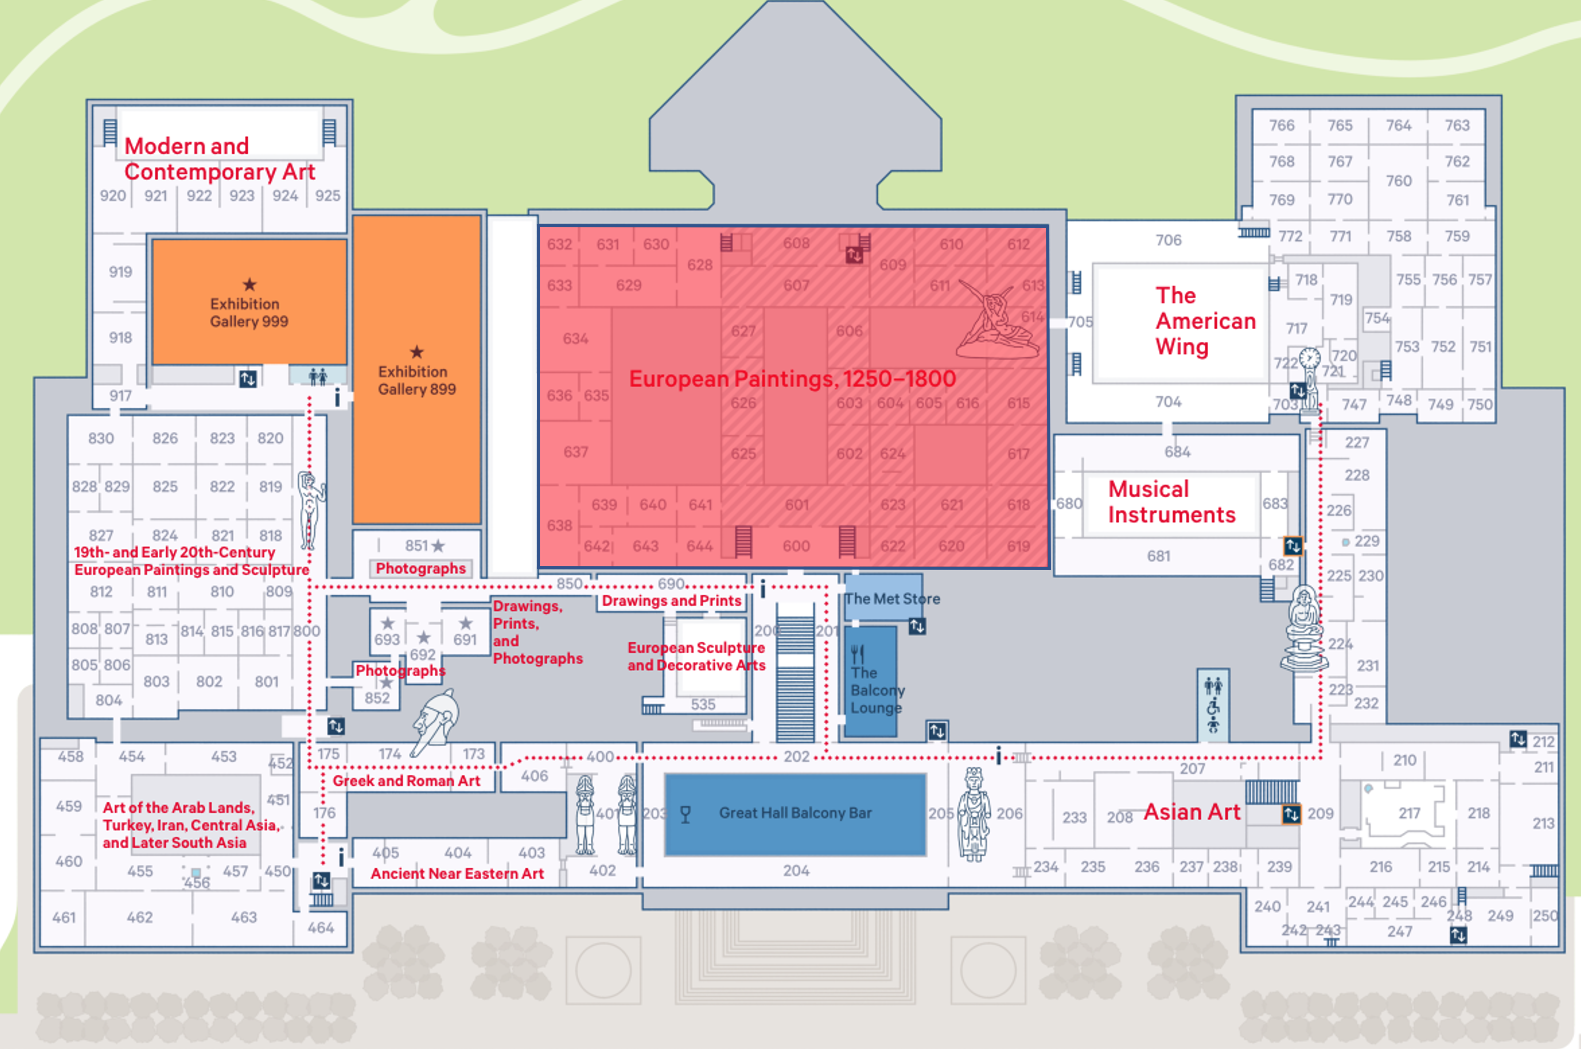 Modern and
Contemporary Art
920 921 922 923 924 925
919
918
917
Exhibition
Gallery 999
Exhibition
Gallery 899
i
632 631 630 628 608 609 610 612
633 629 607 611 613
634 627 606 614
European Paintings, 1250–1800
636 635 626 603 604 605 616 615
637 625 602 624 617
638 639 640 641 601 623 621 618
642 643 644 600 622 620 619
706
705
The
American
Wing
704
703
766 765 764 763
768 767 760 762
769 770 761
772 771 758 759
718 719 755 756 757
717 754
722 720 721 753 752 751
747 748 749 750
684
680
Musical
Instruments
683
681
682
227
228
226
229
225 230
224
231
223
232
830 826 823 820
828 829 825 822 819
827 824 821 818
19th- and Early 20th-Century
European Paintings and Sculpture
812 811 810 809
808 807 813 814 815 816 817 800
805 806
804 803 802 801
851
Photographs
850 690
Drawings and Prints
Drawings,
Prints,
and
Photographs
693 692 691
Photographs
852
European Sculpture
and Decorative Arts
535
i
200 201
The Met Store
The
Balcony
Lounge
458 454 453 452
459 451
Art of the Arab Lands,
Turkey, Iran, Central Asia,
and Later South Asia
460 455 456 457 450
461 462 463 464
175 174 173
Greek and Roman Art
176
i
405 404 403
Ancient Near Eastern Art
400
406
401
402
202
203
Great Hall Balcony Bar
204
205
i
206
207
233 208
Asian Art
209
210
212
211
217 218
213
234 235 236 237 238 239
216 215 214
240 241 244 245 246
242 243 247 248 249 250